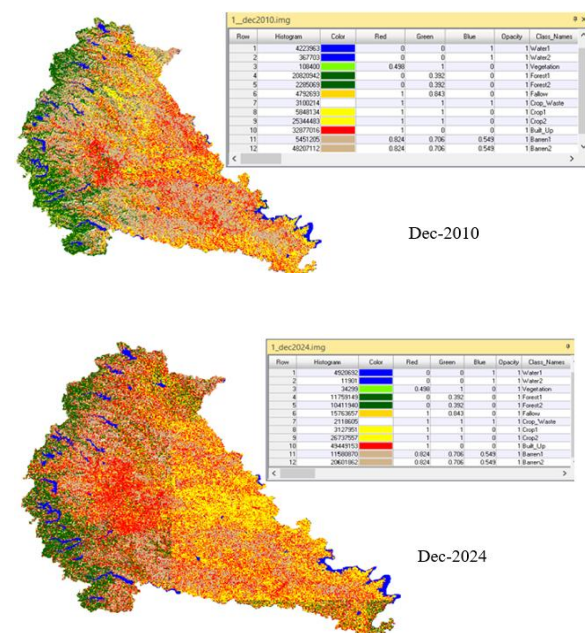 1__dec2010.img
Row Histogram Color Red Green Blue Opacity Class_Names
1 4223963 0 0 1 1 Water1
2 367703 0 0 1 1 Water2
3 108400 0.498 1 0 1 Vegetation
4 20820942 0 0.392 0 1 Forest1
5 2285069 0 0.392 0 1 Forest2
6 4792693 1 0.843 0 1 Fallow
7 3100214 1 1 1 1 Crop_Waste
8 5848134 1 1 0 1 Crop1
9 25344483 1 1 0 1 Crop2
10 32877016 1 0 0 1 Built_Up
11 5451205 0.824 0.706 0.549 1 Barren1
12 48207112 0.824 0.706 0.549 1 Barren2
Dec-2010
1_dec2024.img
Row Histogram Color Red Green Blue Opacity Class_Names
1 4920692 0 0 1 1 Water1
2 11901 0 0 1 1 Water2
3 34299 0.498 1 0 1 Vegetation
4 11759149 0 0.392 0 1 Forest1
5 10411940 0 0.392 0 1 Forest2
6 15763657 1 0.843 0 1 Fallow
7 2118605 1 1 1 1 Crop_Waste
8 3127951 1 1 0 1 Crop1
9 26737957 1 1 0 1 Crop2
10 49449153 1 0 0 1 Built_Up
11 11580870 0.824 0.706 0.549 1 Barren1
12 20601862 0.824 0.706 0.549 1 Barren2
Dec-2024